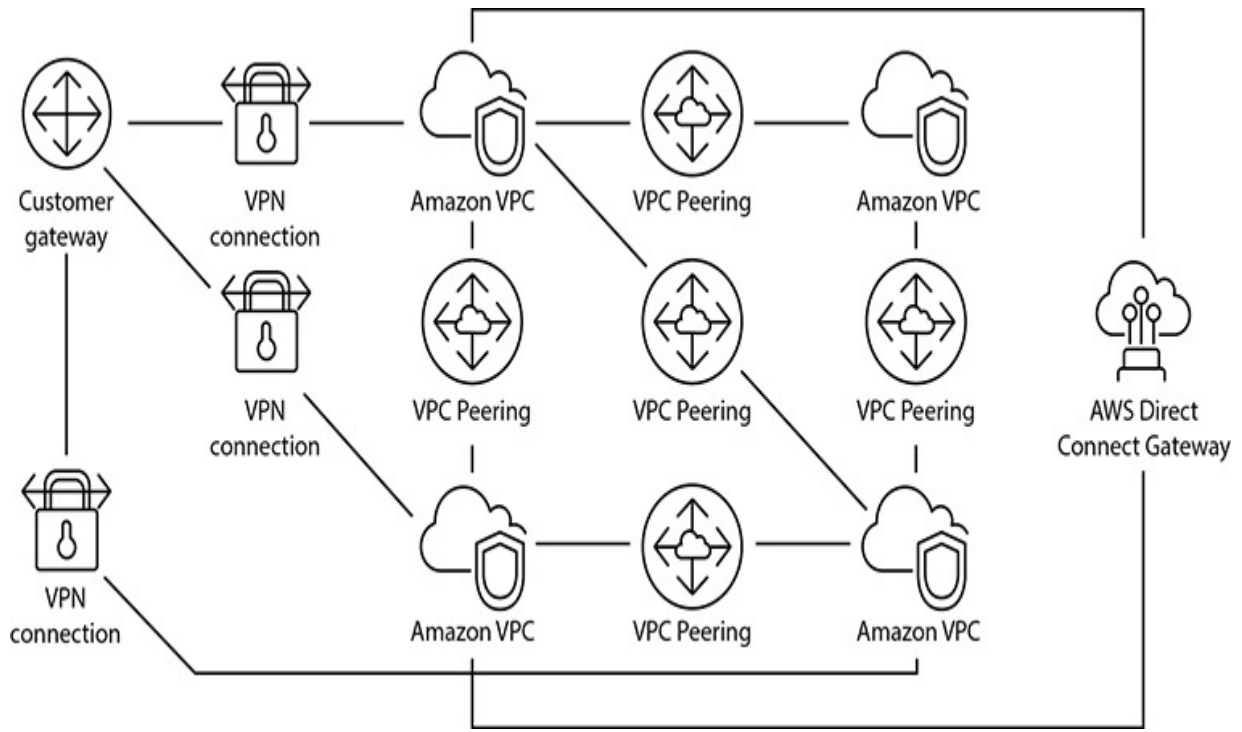 Customer
gateway
VPN
connection
Amazon VPC
VPC Peering
Amazon VPC
VPN
connection
VPC Peering
VPC Peering
VPC Peering
AWS Direct
Connect Gateway
VPN
connection
Amazon VPC
VPC Peering
Amazon VPC